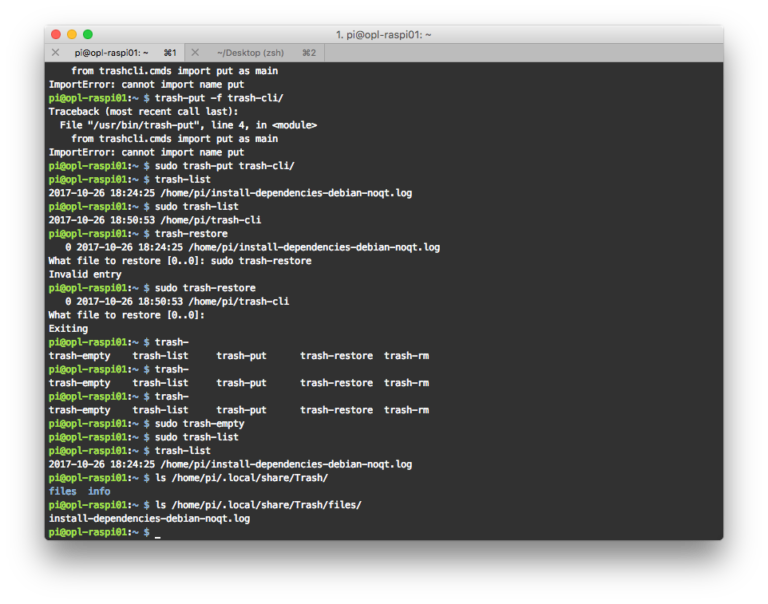 1. pi@opl-raspi01: ~
pi@opl-raspi01: ~ ⌘1 ~/Desktop (zsh) ⌘2
from trashcli.cmds import put as main
ImportError: cannot import name put
pi@opl-raspi01:~ $ trash-put -f trash-cli/
Traceback (most recent call last):
File "/usr/bin/trash-put", line 4, in <module>
from trashcli.cmds import put as main
ImportError: cannot import name put
pi@opl-raspi01:~ $ sudo trash-put trash-cli/
pi@opl-raspi01:~ $ trash-list
2017-10-26 18:24:25 /home/pi/install-dependencies-debian-noqt.log
pi@opl-raspi01:~ $ sudo trash-list
2017-10-26 18:50:53 /home/pi/trash-cli
pi@opl-raspi01:~ $ trash-restore
0 2017-10-26 18:24:25 /home/pi/install-dependencies-debian-noqt.log
What file to restore [0..0]: sudo trash-restore
Invalid entry
pi@opl-raspi01:~ $ sudo trash-restore
0 2017-10-26 18:50:53 /home/pi/trash-cli
What file to restore [0..0]:
Exiting
pi@opl-raspi01:~ $ trash-
trash-empty trash-list trash-put trash-restore trash-rm
pi@opl-raspi01:~ $ trash-
trash-empty trash-list trash-put trash-restore trash-rm
pi@opl-raspi01:~ $ trash-
trash-empty trash-list trash-put trash-restore trash-rm
pi@opl-raspi01:~ $ sudo trash-empty
pi@opl-raspi01:~ $ sudo trash-list
pi@opl-raspi01:~ $ trash-list
2017-10-26 18:24:25 /home/pi/install-dependencies-debian-noqt.log
pi@opl-raspi01:~ $ ls /home/pi/.local/share/Trash/
files info
pi@opl-raspi01:~ $ ls /home/pi/.local/share/Trash/files/
install-dependencies-debian-noqt.log
pi@opl-raspi01:~ $ _